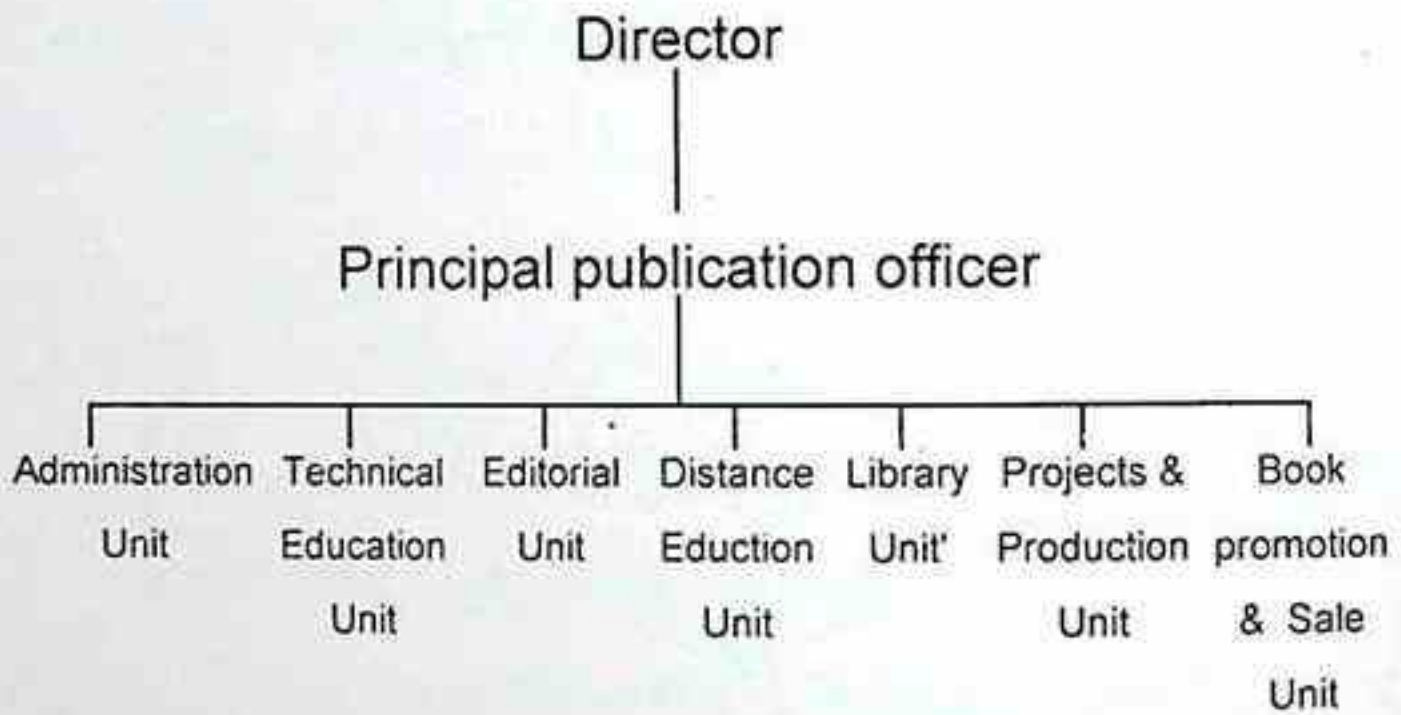 Director
Principal publication officer
Administration Technical Editorial Distance Library Projects & Book
Unit Education Unit Eduction Unit' Production promotion
Unit Unit Unit & Sale
Unit